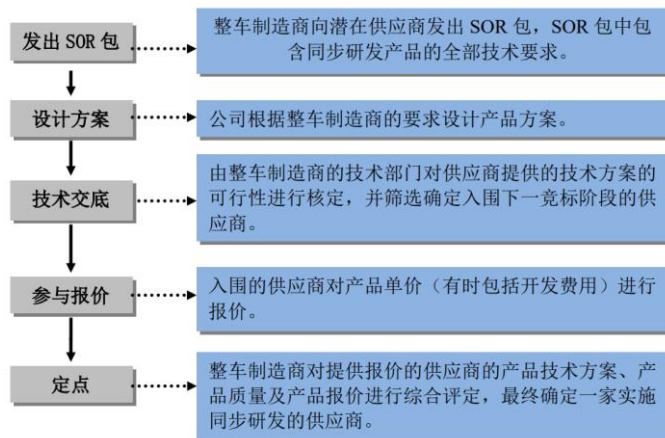 发出 SOR 包
整车制造商向潜在供应商发出 SOR 包，SOR 包中包
含同步研发产品的全部技术要求。
设计方案
公司根据整车制造商的要求设计产品方案。
技术交底
由整车制造商的技术部门对供应商提供的技术方案的
可行性进行核定，并筛选确定入围下一竞标阶段的供
应商。
参与报价
入围的供应商对产品单价（有时包括开发费用）进行
报价。
定点
整车制造商对提供报价的供应商的产品技术方案、产
品质量及产品报价进行综合评定，最终确定一家实施
同步研发的供应商。